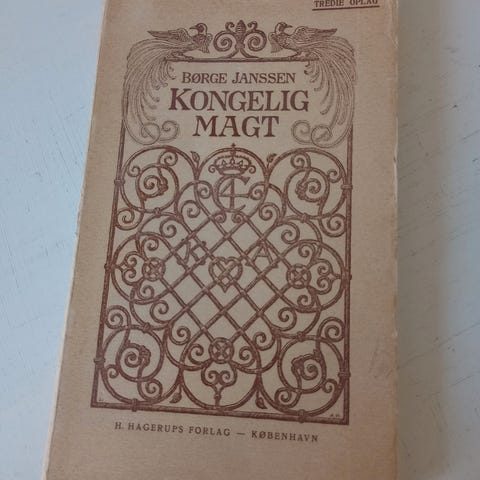 TREDIE OPLAG
BØRGE JANSSEN
KONGELIG
MAGT
H. HAGERUPS FORLAG — KØBENHAVN